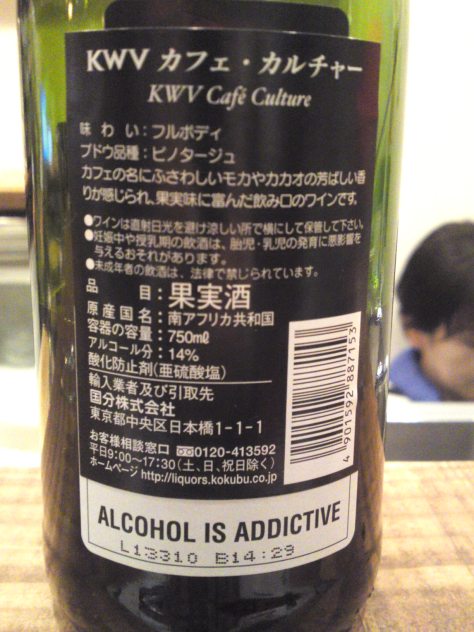 KWV カフェ・カルチャー
KWV Café Culture
味わい：フルボディ
ブドウ品種：ピノタージュ
カフェの名にふさわしいモカやカカオの芳ばしい香
りが感じられ、果実味に富んだ飲み口のワインです。
●ワインは直射日光を避け涼しい所で横にして保管して下さい。
●妊娠中や授乳期の飲酒は、胎児・乳児の発育に悪影響を
与えるおそれがあります。
●未成年者の飲酒は、法律で禁じられています。
品目：果実酒
原産国名：南アフリカ共和国
容器の容量：750mℓ
アルコール分：14%
酸化防止剤(亜硫酸塩)
輸入業者及び引取先
国分株式会社
東京都中央区日本橋1-1-1
お客様相談窓口 0120-413592
平日9:00〜17:30(土、日、祝日除く)
ホームページ http://liquors.kokubu.co.jp
4 901592 887153
ALCOHOL IS ADDICTIVE
L13310 B14:29